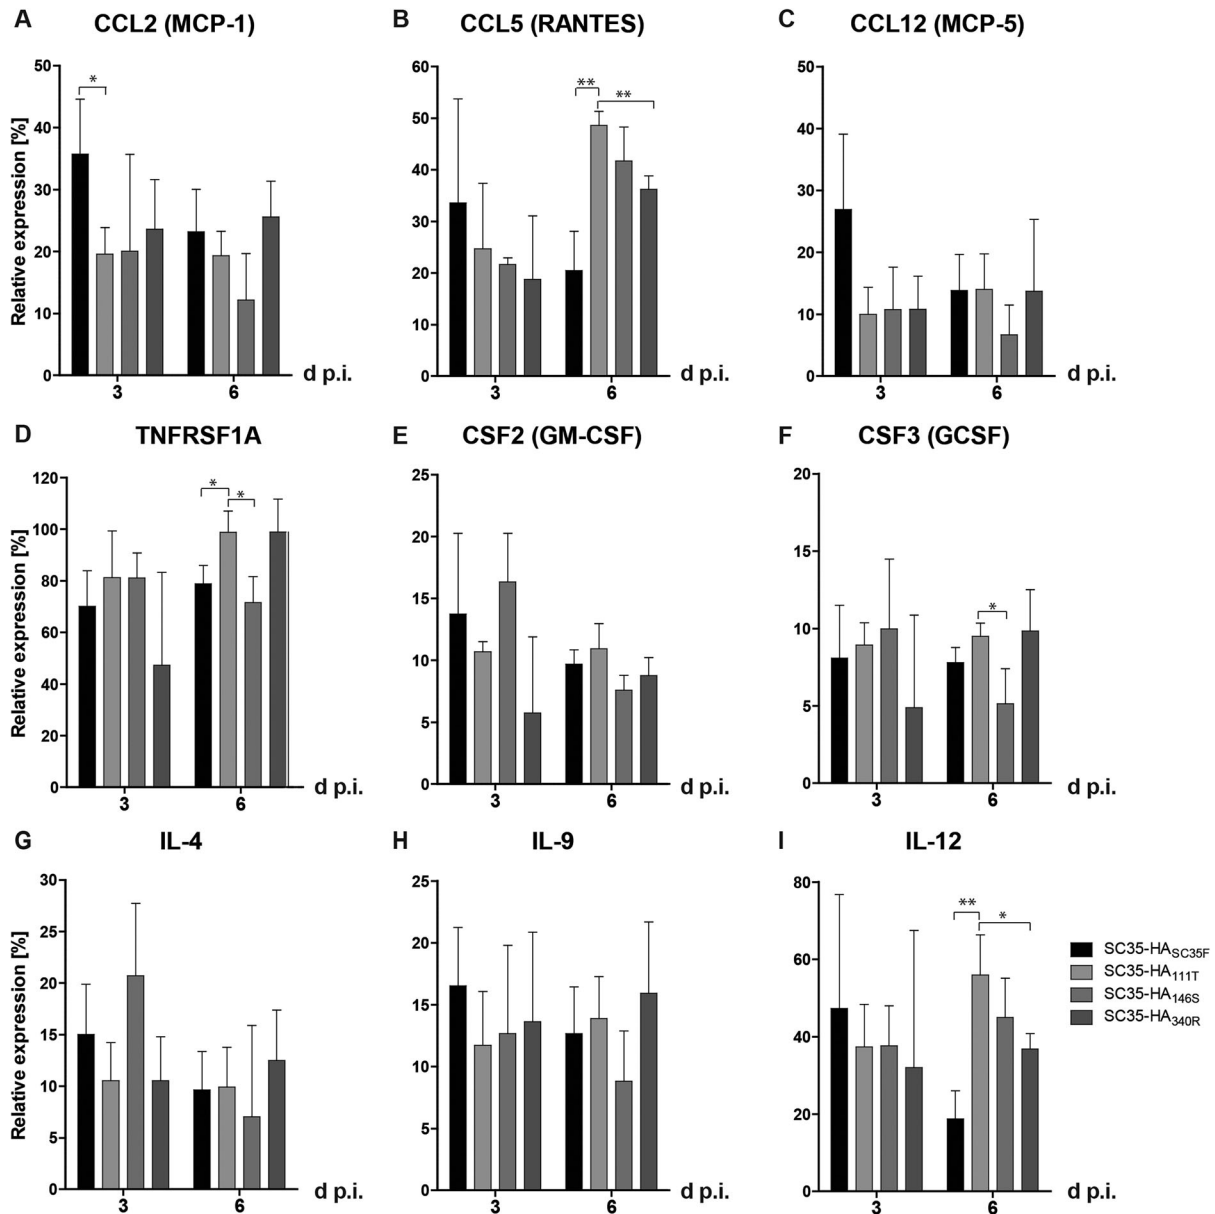 A CCL2 (MCP-1)
50
40
30
20
10
0
Relative expression [%]
*
3 6 d p.i.
B CCL5 (RANTES)
60
50
40
30
20
10
0
** **
3 6 d p.i.
C CCL12 (MCP-5)
50
40
30
20
10
0
3 6 d p.i.
D TNFRSF1A
120
100
80
60
40
20
0
Relative expression [%]
* *
3 6 d p.i.
E CSF2 (GM-CSF)
25
20
15
10
5
0
3 6 d p.i.
F CSF3 (GCSF)
20
15
10
5
0
*
3 6 d p.i.
G IL-4
30
25
20
15
10
5
0
Relative expression [%]
3 6 d p.i.
H IL-9
25
20
15
10
5
0
3 6 d p.i.
I IL-12
80
60
40
20
0
** *
3 6 d p.i.
SC35-HASC35F
SC35-HA111T
SC35-HA146S
SC35-HA340R